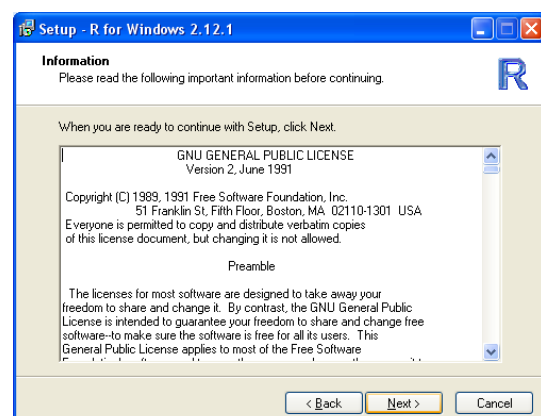 Setup - R for Windows 2.12.1
Information
Please read the following important information before continuing.
R
When you are ready to continue with Setup, click Next.
GNU GENERAL PUBLIC LICENSE
Version 2, June 1991
Copyright (C) 1989, 1991 Free Software Foundation, Inc.
51 Franklin St, Fifth Floor, Boston, MA 02110-1301 USA
Everyone is permitted to copy and distribute verbatim copies
of this license document, but changing it is not allowed.
Preamble
The licenses for most software are designed to take away your
freedom to share and change it. By contrast, the GNU General Public
License is intended to guarantee your freedom to share and change free
software--to make sure the software is free for all its users. This
General Public License applies to most of the Free Software
< Back
Next >
Cancel